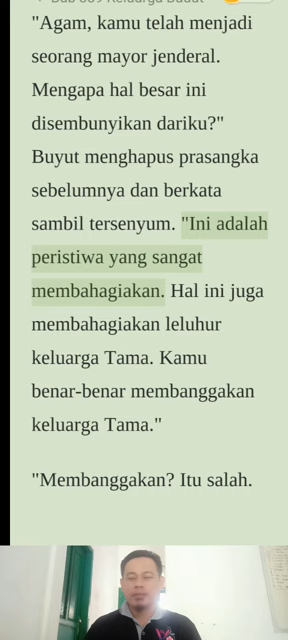 "Agam, kamu telah menjadi
seorang mayor jenderal.
Mengapa hal besar ini
disembunyikan dariku?"
Buyut menghapus prasangka
sebelumnya dan berkata
sambil tersenyum. "Ini adalah
peristiwa yang sangat
membahagiakan. Hal ini juga
membahagiakan leluhur
keluarga Tama. Kamu
benar-benar membanggakan
keluarga Tama."
"Membanggakan? Itu salah.